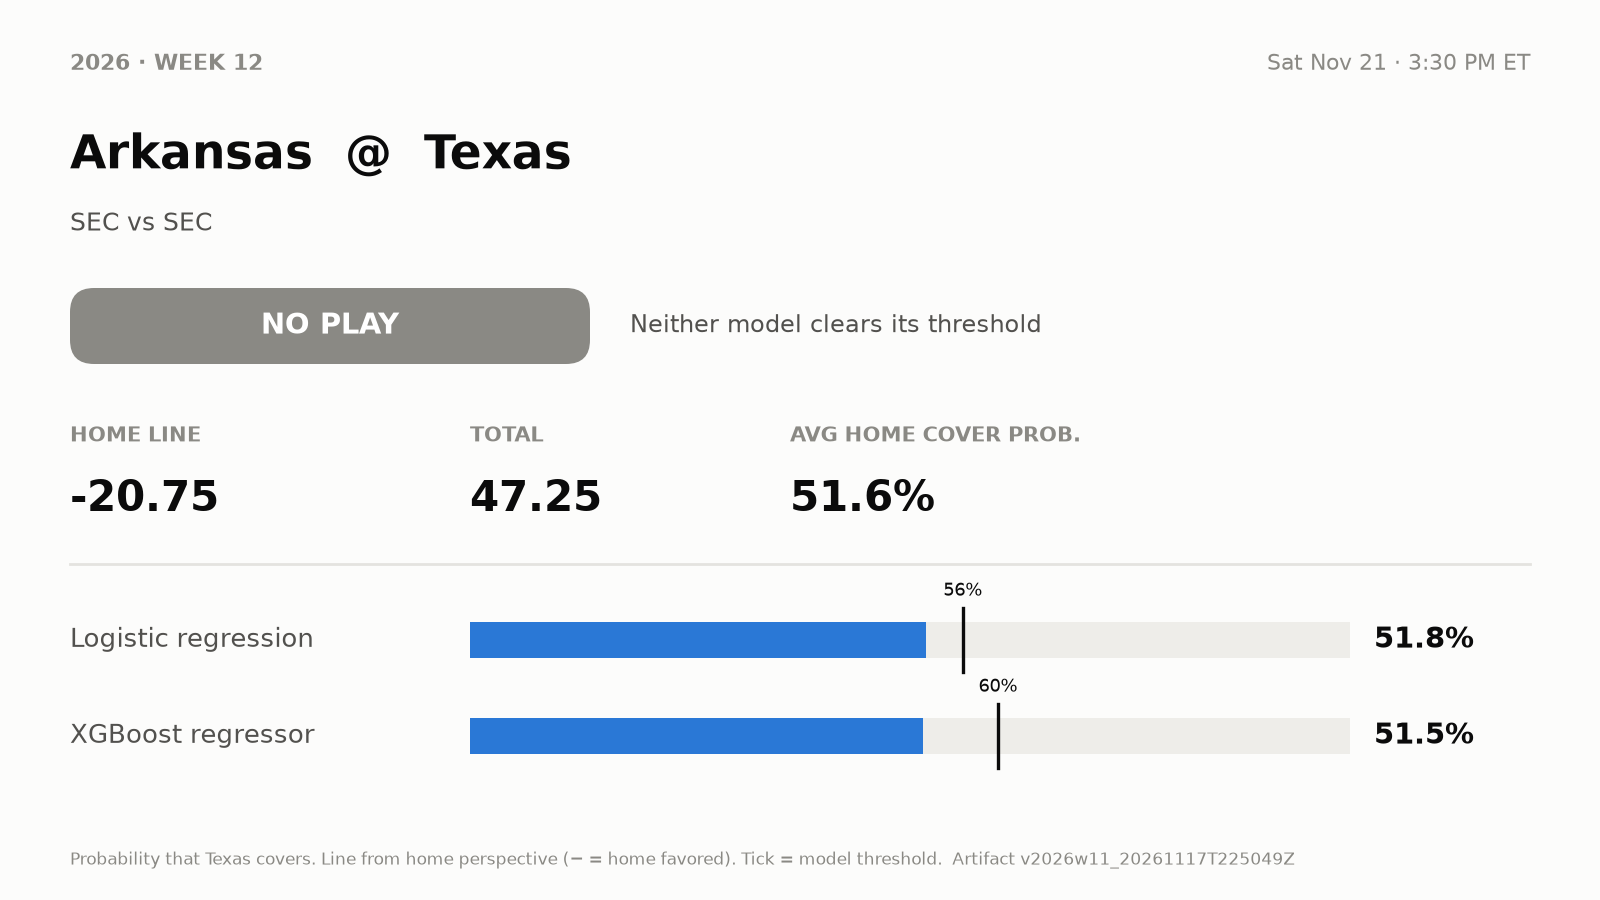 2026 · WEEK 12
Sat Nov 21 · 3:30 PM ET
Arkansas @ Texas
SEC vs SEC
NO PLAY
Neither model clears its threshold
HOME LINE
TOTAL
AVG HOME COVER PROB.
-20.75
47.25
51.6%
56%
Logistic regression
51.8%
60%
XGBoost regressor
51.5%
Probability that Texas covers. Line from home perspective (− = home favored). Tick = model threshold.  Artifact v2026w11_20261117T225049Z